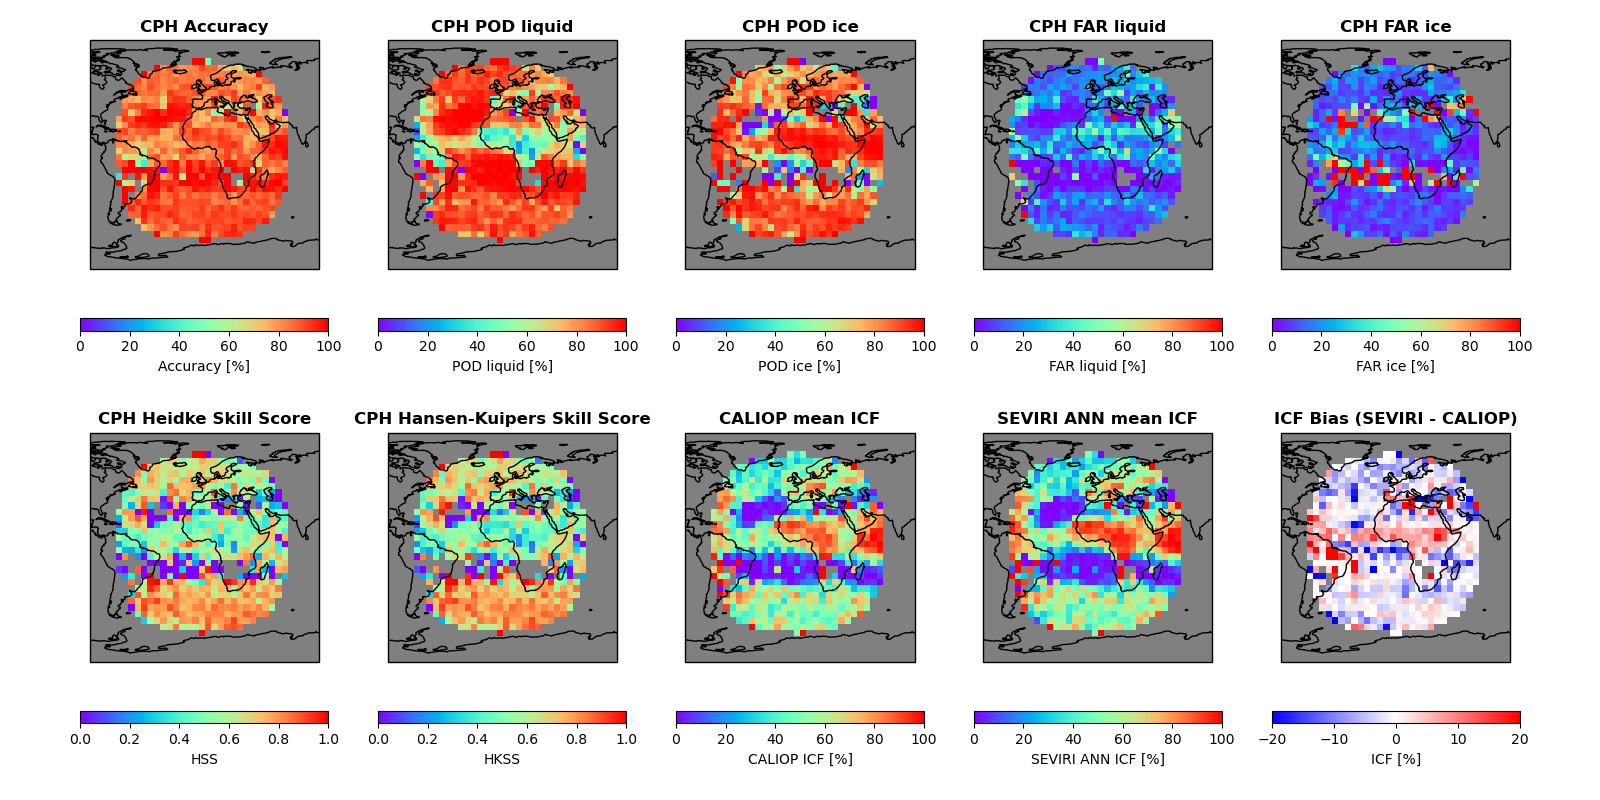 CPH Accuracy
CPH POD liquid
CPH POD ice
CPH FAR liquid
CPH FAR ice
0 20 40 60 80 100
0 20 40 60 80 100
0 20 40 60 80 100
0 20 40 60 80 100
0 20 40 60 80 100
Accuracy [%]
POD liquid [%]
POD ice [%]
FAR liquid [%]
FAR ice [%]
CPH Heidke Skill Score
CPH Hansen-Kuipers Skill Score
CALIOP mean ICF
SEVIRI ANN mean ICF
ICF Bias (SEVIRI - CALIOP)
0.0 0.2 0.4 0.6 0.8 1.0
0.0 0.2 0.4 0.6 0.8 1.0
0 20 40 60 80 100
0 20 40 60 80 100
−20 −10 0 10 20
HSS
HKSS
CALIOP ICF [%]
SEVIRI ANN ICF [%]
ICF [%]